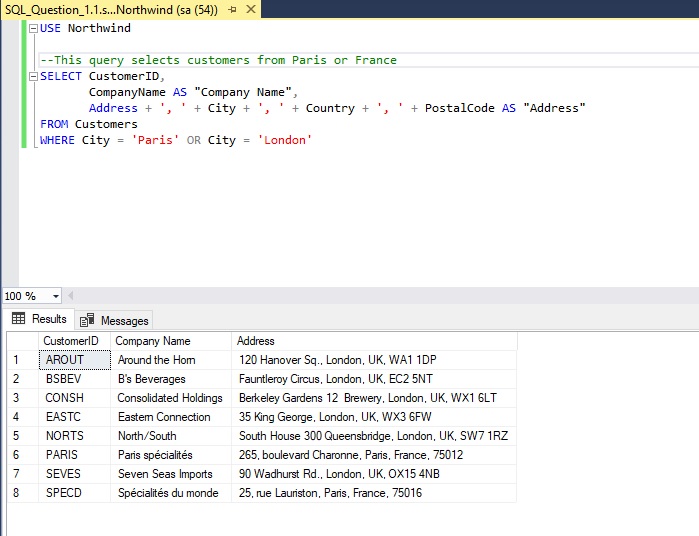 SQL_Question_1.1.s...Northwind (sa (54))
USE Northwind
--This query selects customers from Paris or France
SELECT CustomerID,
CompanyName AS "Company Name",
Address + ', ' + City + ', ' + Country + ', ' + PostalCode AS "Address"
FROM Customers
WHERE City = 'Paris' OR City = 'London'
100 %
Results Messages
CustomerID Company Name Address
1 AROUT Around the Horn 120 Hanover Sq., London, UK, WA1 1DP
2 BSBEV B's Beverages Fauntleroy Circus, London, UK, EC2 5NT
3 CONSH Consolidated Holdings Berkeley Gardens 12 Brewery, London, UK, WX1 6LT
4 EASTC Eastern Connection 35 King George, London, UK, WX3 6FW
5 NORTS North/South South House 300 Queensbridge, London, UK, SW7 1RZ
6 PARIS Paris spécialités 265, boulevard Charonne, Paris, France, 75012
7 SEVES Seven Seas Imports 90 Wadhurst Rd., London, UK, OX15 4NB
8 SPECD Spécialités du monde 25, rue Lauriston, Paris, France, 75016